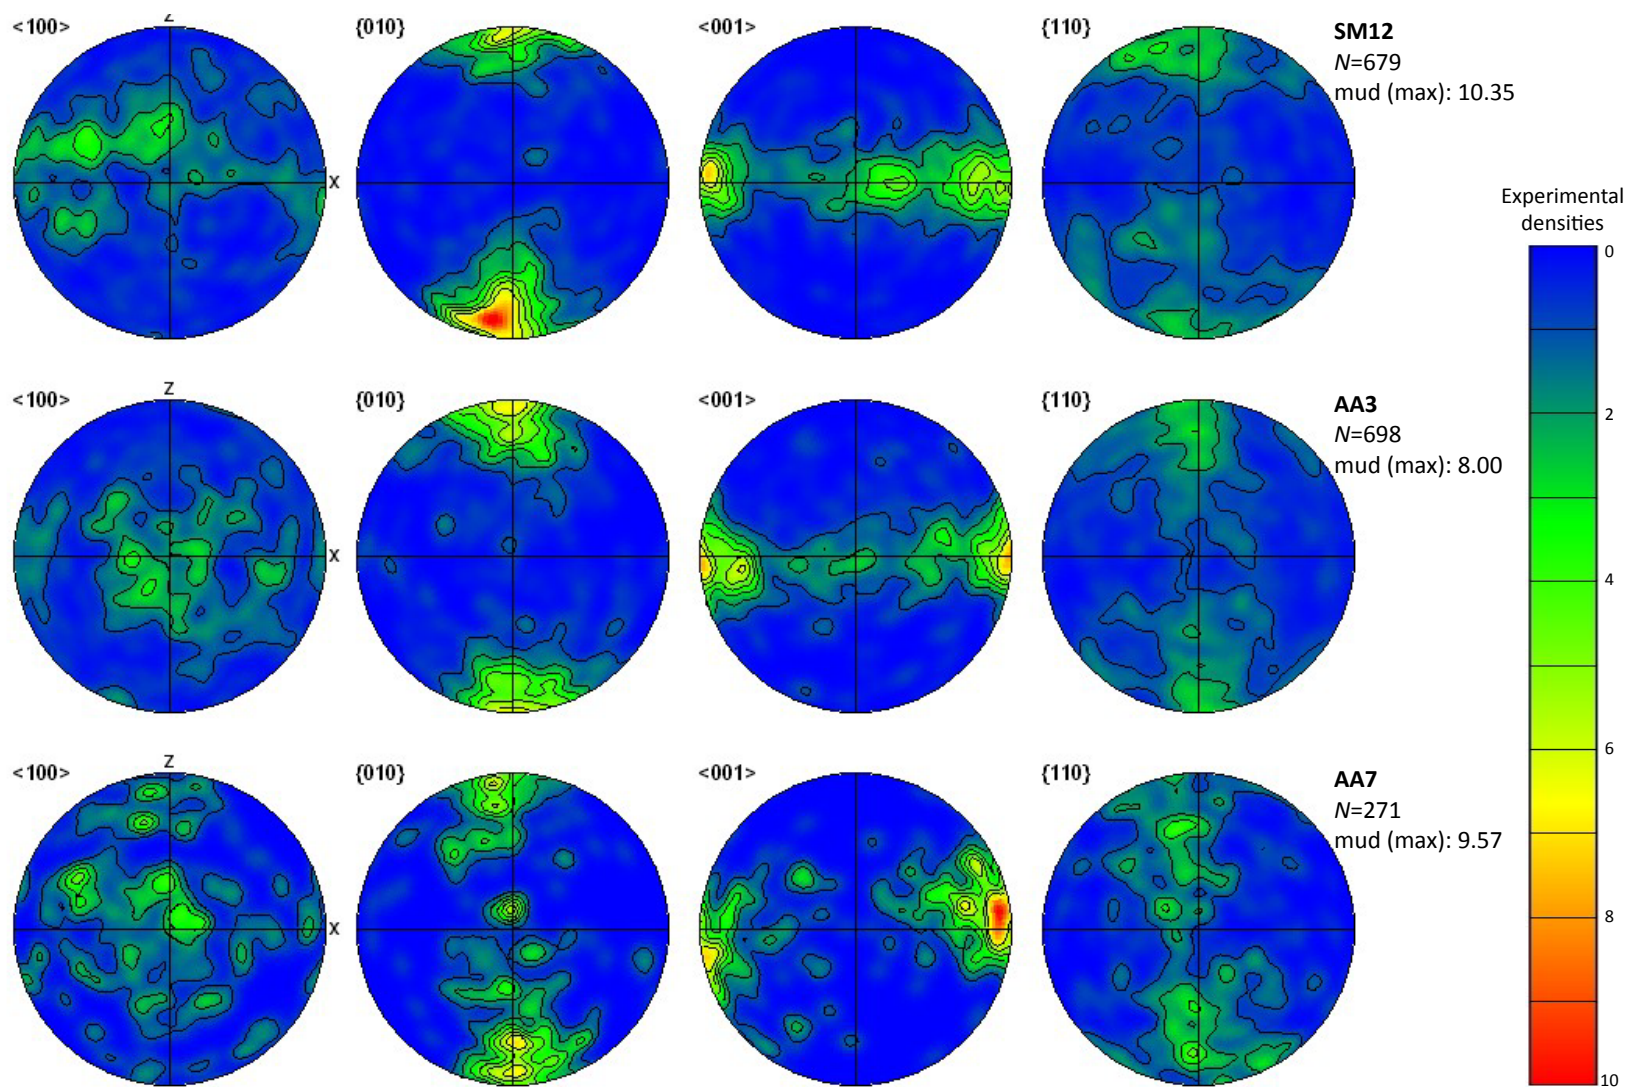 <100>
Z
X
{010}
<001>
{110}
SM12
N=679
mud (max): 10.35
<100>
Z
X
{010}
<001>
{110}
AA3
N=698
mud (max): 8.00
<100>
Z
X
{010}
<001>
{110}
AA7
N=271
mud (max): 9.57
Experimental
densities
0
2
4
6
8
10